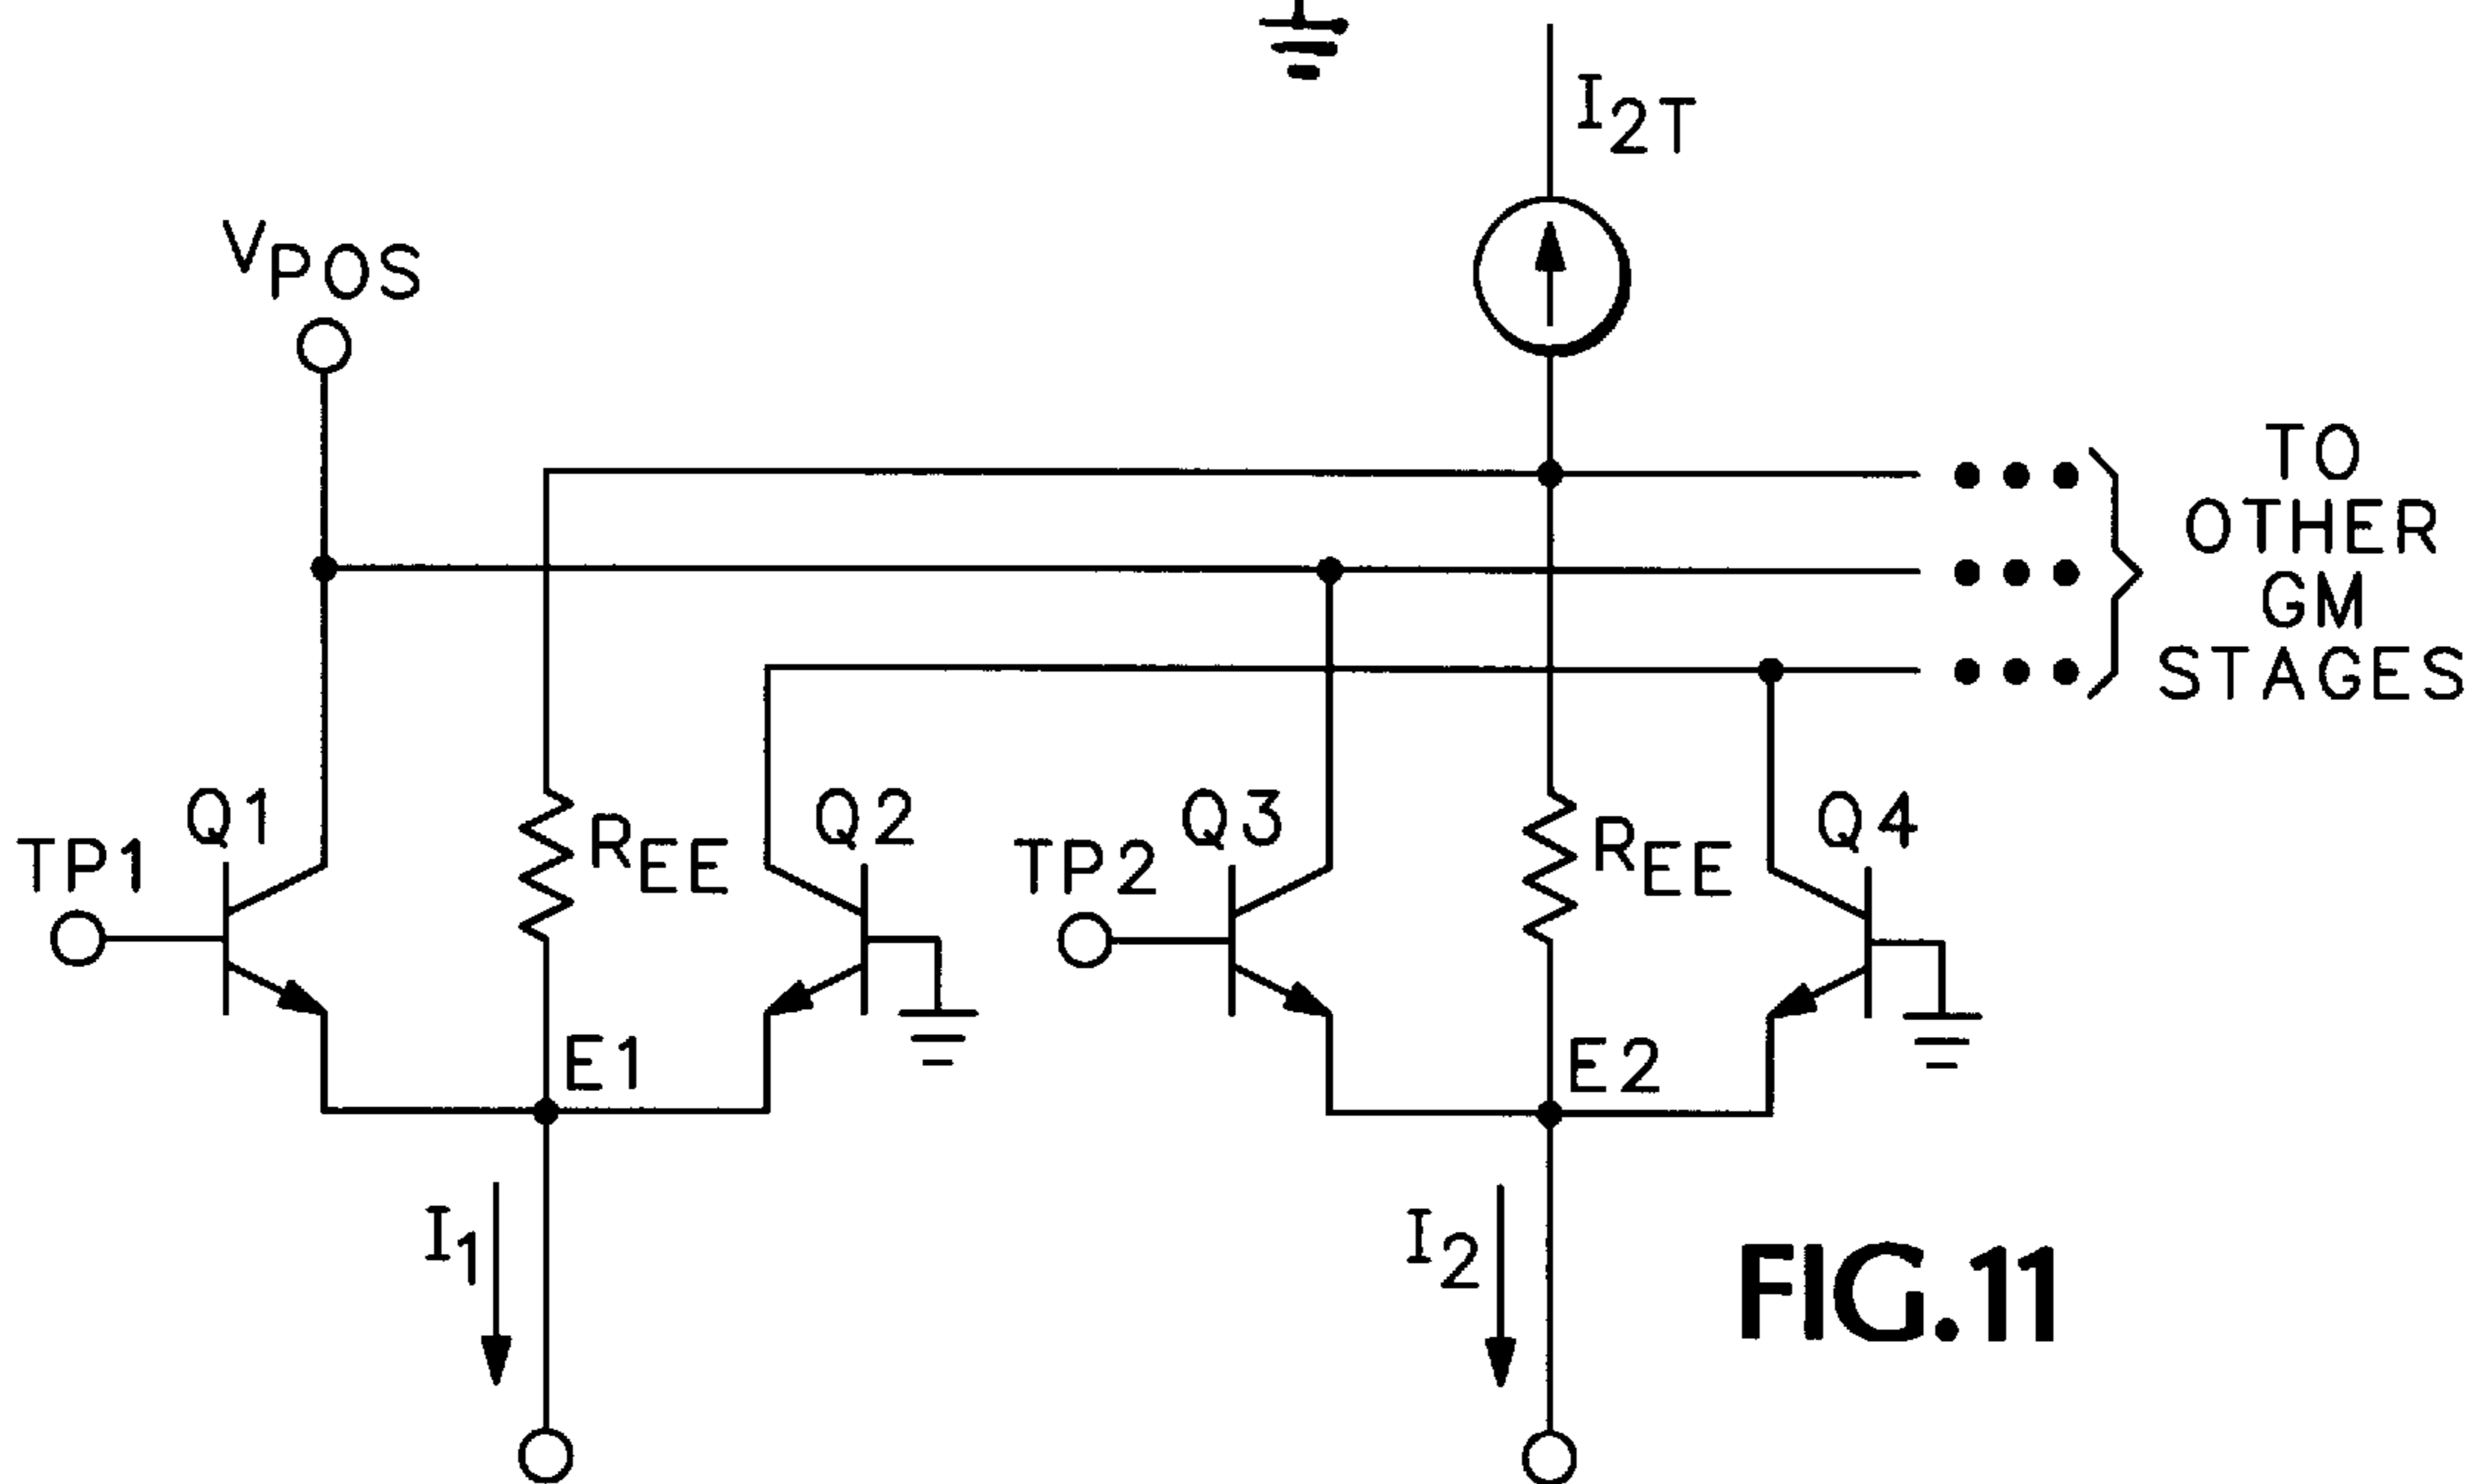 I2T
VPOS
TO
OTHER
GM
STAGES
Q1
TP1
REE
Q2
TP2
Q3
REE
Q4
E1
E2
I1
I2
FIG.11